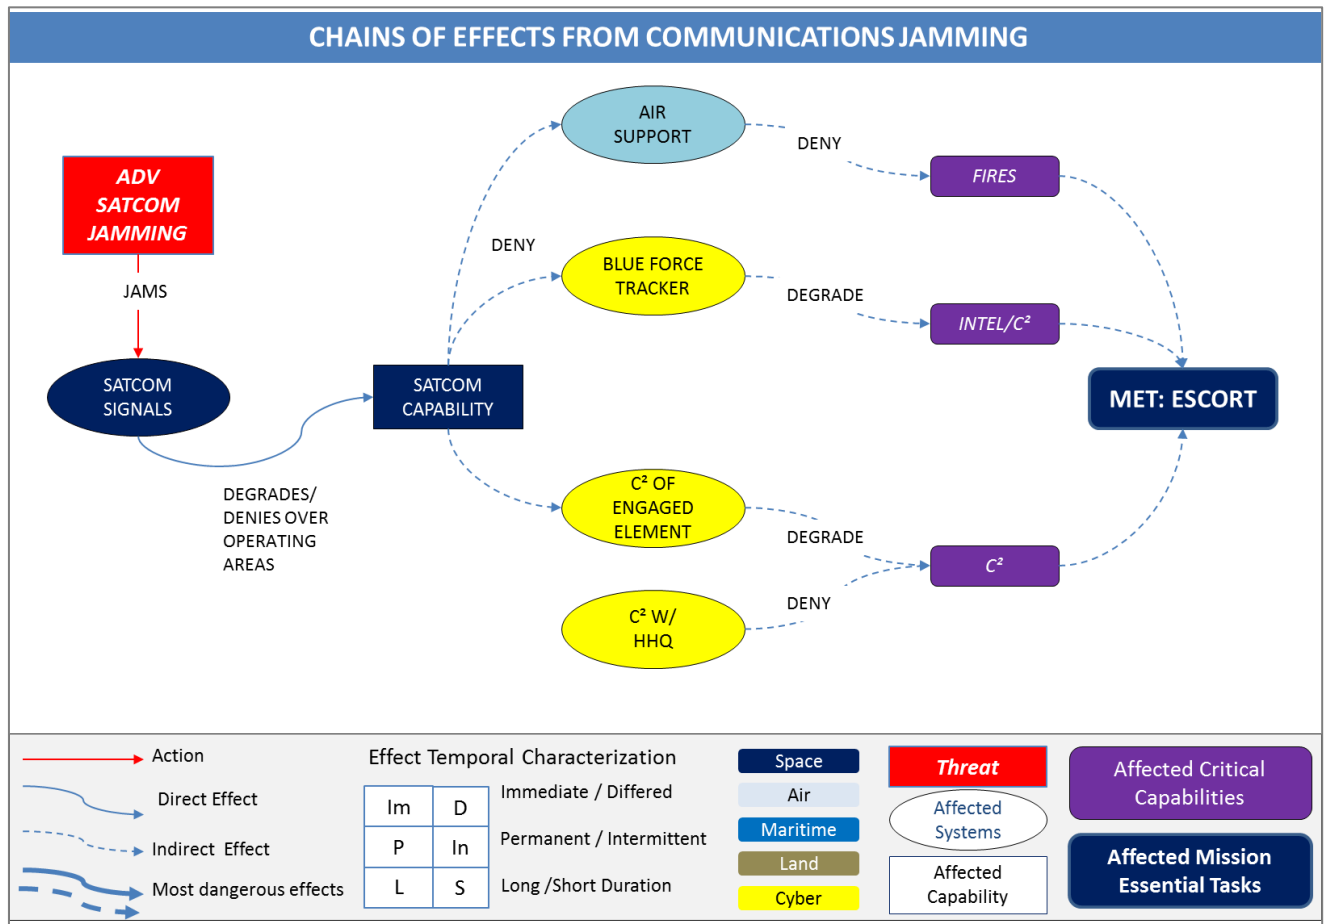 CHAINS OF EFFECTS FROM COMMUNICATIONS JAMMING
ADV
SATCOM
JAMMING
JAMS
SATCOM
SIGNALS
DEGRADES/
DENIES OVER
OPERATING
AREAS
SATCOM
CAPABILITY
DENY
AIR
SUPPORT
BLUE FORCE
TRACKER
C² OF
ENGAGED
ELEMENT
C² W/
HHQ
DENY
DEGRADE
DEGRADE
DENY
FIRES
INTEL/C²
C²
MET: ESCORT
Action
Direct Effect
Indirect Effect
Most dangerous effects
Effect Temporal Characterization
Im D
Immediate / Differed
P In
Permanent / Intermittent
L S
Long /Short Duration
Space
Air
Maritime
Land
Cyber
Threat
Affected
Systems
Affected
Capability
Affected Critical
Capabilities
Affected Mission
Essential Tasks